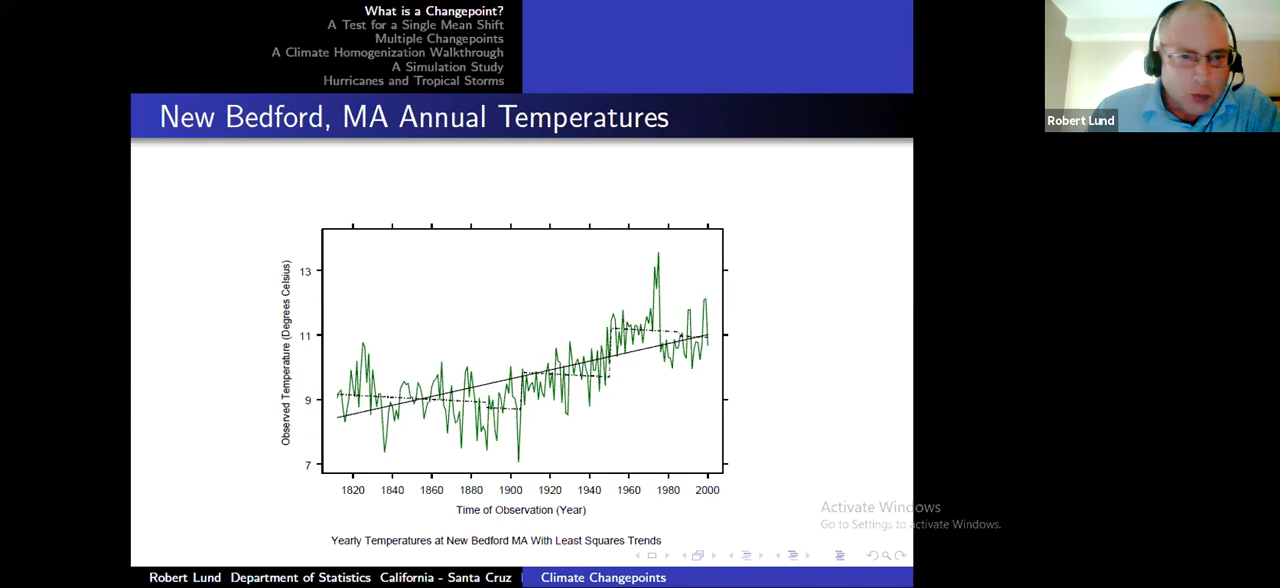 What is a Changepoint?
A Test for a Single Mean Shift
Multiple Changepoints
A Climate Homogenization Walkthrough
A Simulation Study
Hurricanes and Tropical Storms
Robert Lund
New Bedford, MA Annual Temperatures
Observed Temperature (Degrees Celsius)
13
11
9
7
1820 1840 1860 1880 1900 1920 1940 1960 1980 2000
Time of Observation (Year)
Yearly Temperatures at New Bedford MA With Least Squares Trends
Activate Windows
Go to Settings to activate Windows.
Robert Lund Department of Statistics California - Santa Cruz
Climate Changepoints